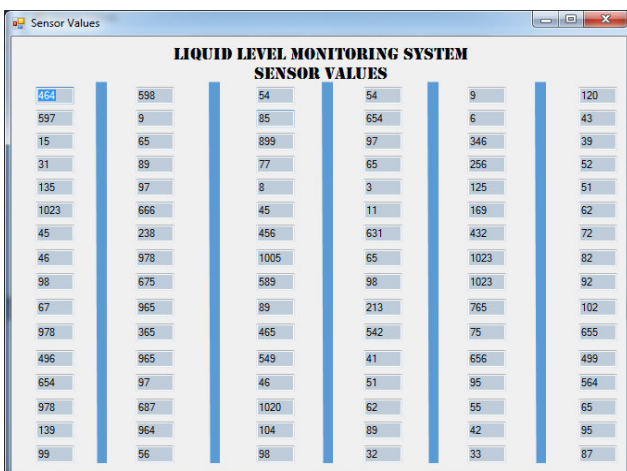 Sensor Values
LIQUID LEVEL MONITORING SYSTEM
SENSOR VALUES
464 598 54 54 9 120
597 9 85 654 6 43
15 65 899 97 346 39
31 89 77 65 256 52
135 97 8 3 125 51
1023 666 45 11 169 62
45 238 456 631 432 72
46 978 1005 65 1023 82
98 675 589 98 1023 92
67 965 89 213 765 102
978 365 465 542 75 655
496 965 549 41 656 499
654 97 46 51 95 564
978 687 1020 62 55 65
139 964 104 89 42 95
99 56 98 32 33 87